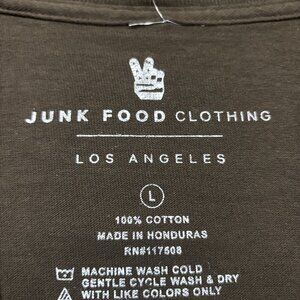 JUNK FOOD CLOTHING
LOS ANGELES
L
100% COTTON
MADE IN HONDURAS
RN#117508
MACHINE WASH COLD
GENTLE CYCLE WASH & DRY
WITH LIKE COLORS ONLY